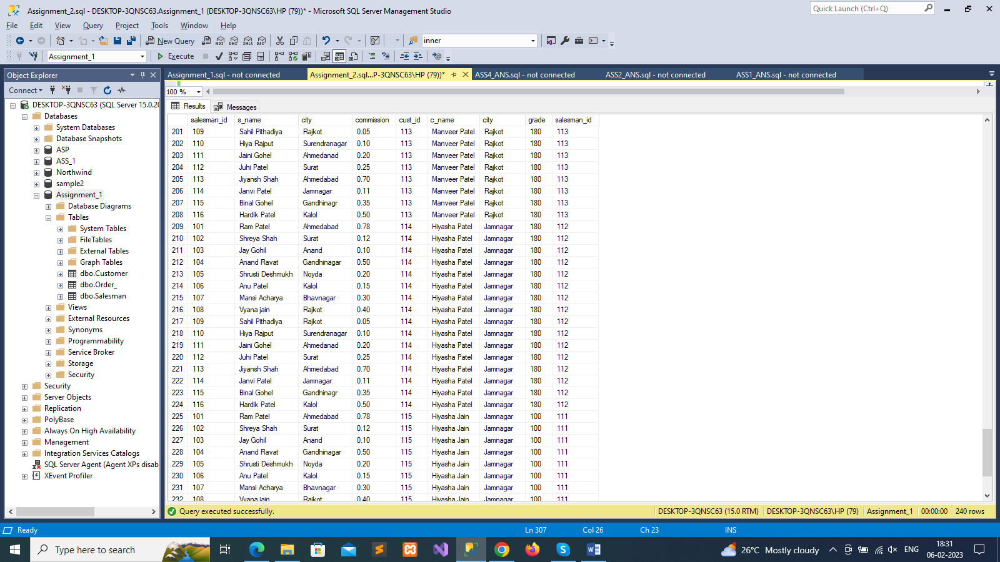 Assignment_2.sql - DESKTOP-3QNSC63.Assignment_1 (DESKTOP-3QNSC63\HP (79))* - Microsoft SQL Server Management Studio
Quick Launch (Ctrl+Q)
File Edit View Query Project Tools Window Help
New Query MDX DMX XMLA DAX inner
Assignment_1 Execute
Object Explorer
Assignment_1.sql - not connected Assignment_2.sql...P-3QNSC63\HP (79))* ASS4_ANS.sql - not connected ASS2_ANS.sql - not connected ASS1_ANS.sql - not connected
Connect
100 %
DESKTOP-3QNSC63 (SQL Server 15.0.20
Databases
System Databases
Database Snapshots
ASP
ASS_1
Northwind
sample2
Assignment_1
Database Diagrams
Tables
System Tables
FileTables
External Tables
Graph Tables
dbo.Customer
dbo.Order_
dbo.Salesman
Views
External Resources
Synonyms
Programmability
Service Broker
Storage
Security
Security
Server Objects
Replication
PolyBase
Always On High Availability
Management
Integration Services Catalogs
SQL Server Agent (Agent XPs disab
XEvent Profiler
Results Messages
salesman_id s_name city commission cust_id c_name city grade salesman_id
201 109 Sahil Pithadiya Rajkot 0.05 113 Manveer Patel Rajkot 180 113
202 110 Hiya Rajput Surendranagar 0.10 113 Manveer Patel Rajkot 180 113
203 111 Jaini Gohel Ahmedanad 0.20 113 Manveer Patel Rajkot 180 113
204 112 Juhi Patel Surat 0.25 113 Manveer Patel Rajkot 180 113
205 113 Jiyansh Shah Ahmedabad 0.70 113 Manveer Patel Rajkot 180 113
206 114 Janvi Patel Jamnagar 0.11 113 Manveer Patel Rajkot 180 113
207 115 Binal Gohel Gandhinagr 0.35 113 Manveer Patel Rajkot 180 113
208 116 Hardik Patel Kalol 0.50 113 Manveer Patel Rajkot 180 113
209 101 Ram Patel Ahmedabad 0.78 114 Hiyasha Patel Jamnagar 180 112
210 102 Shreya Shah Surat 0.12 114 Hiyasha Patel Jamnagar 180 112
211 103 Jay Gohil Anand 0.10 114 Hiyasha Patel Jamnagar 180 112
212 104 Anand Ravat Gandhinagar 0.50 114 Hiyasha Patel Jamnagar 180 112
213 105 Shrusti Deshmukh Noyda 0.20 114 Hiyasha Patel Jamnagar 180 112
214 106 Anu Patel Kalol 0.15 114 Hiyasha Patel Jamnagar 180 112
215 107 Mansi Acharya Bhavnagar 0.30 114 Hiyasha Patel Jamnagar 180 112
216 108 Vyana jain Rajkot 0.40 114 Hiyasha Patel Jamnagar 180 112
217 109 Sahil Pithadiya Rajkot 0.05 114 Hiyasha Patel Jamnagar 180 112
218 110 Hiya Rajput Surendranagar 0.10 114 Hiyasha Patel Jamnagar 180 112
219 111 Jaini Gohel Ahmedanad 0.20 114 Hiyasha Patel Jamnagar 180 112
220 112 Juhi Patel Surat 0.25 114 Hiyasha Patel Jamnagar 180 112
221 113 Jiyansh Shah Ahmedabad 0.70 114 Hiyasha Patel Jamnagar 180 112
222 114 Janvi Patel Jamnagar 0.11 114 Hiyasha Patel Jamnagar 180 112
223 115 Binal Gohel Gandhinagr 0.35 114 Hiyasha Patel Jamnagar 180 112
224 116 Hardik Patel Kalol 0.50 114 Hiyasha Patel Jamnagar 180 112
225 101 Ram Patel Ahmedabad 0.78 115 Hiyasha Jain Jamnagar 100 111
226 102 Shreya Shah Surat 0.12 115 Hiyasha Jain Jamnagar 100 111
227 103 Jay Gohil Anand 0.10 115 Hiyasha Jain Jamnagar 100 111
228 104 Anand Ravat Gandhinagar 0.50 115 Hiyasha Jain Jamnagar 100 111
229 105 Shrusti Deshmukh Noyda 0.20 115 Hiyasha Jain Jamnagar 100 111
230 106 Anu Patel Kalol 0.15 115 Hiyasha Jain Jamnagar 100 111
231 107 Mansi Acharya Bhavnagar 0.30 115 Hiyasha Jain Jamnagar 100 111
232 108 Vyana jain Rajkot 0.40 115 Hiyasha Jain Jamnagar 100 111
Query executed successfully. DESKTOP-3QNSC63 (15.0 RTM) DESKTOP-3QNSC63\HP (79) Assignment_1 00:00:00 240 rows
Ready Ln 307 Col 26 Ch 23 INS
Type here to search 26°C Mostly cloudy ENG 18:31
06-02-2023